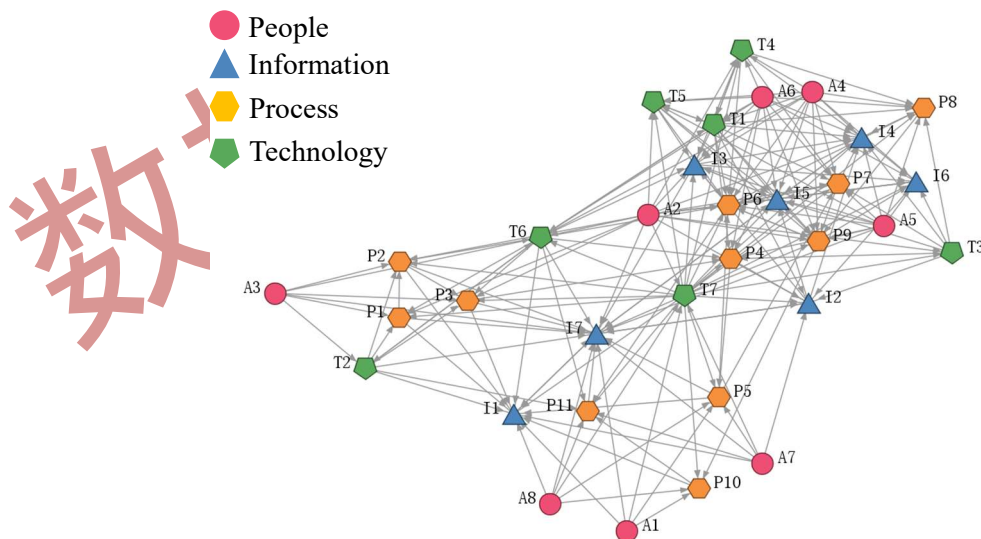 People
Information
Process
Technology
数
T4
A6
A4
T5
P8
T1
I4
I3
P7
I6
I5
P6
A2
A5
T6
P9
T3
P2
P4
A3
P3
T7
I2
P1
I7
T2
I1
P11
P5
A7
P10
A8
A1